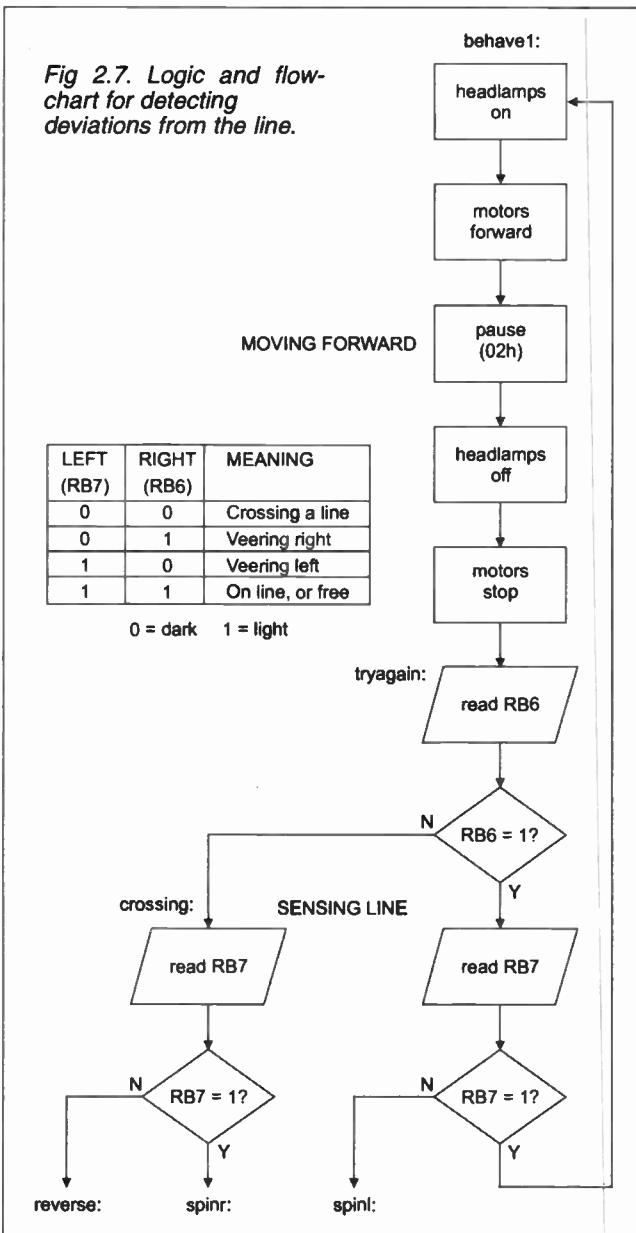 Fig 2.7. Logic and flow-
chart for detecting
deviations from the line.
behave1:
headlamps
on
motors
forward
MOVING FORWARD
pause
(02h)
headlamps
off
LEFT RIGHT MEANING
(RB7) (RB6)
0 0 Crossing a line
0 1 Veering right
1 0 Veering left
1 1 On line, or free
0 = dark 1 = light
motors
stop
tryagain:
read RB6
N
RB6 = 1?
Y
crossing:
SENSING LINE
read RB7
read RB7
N
RB7 = 1?
Y
N
RB7 = 1?
Y
reverse:
spinr:
spinl: